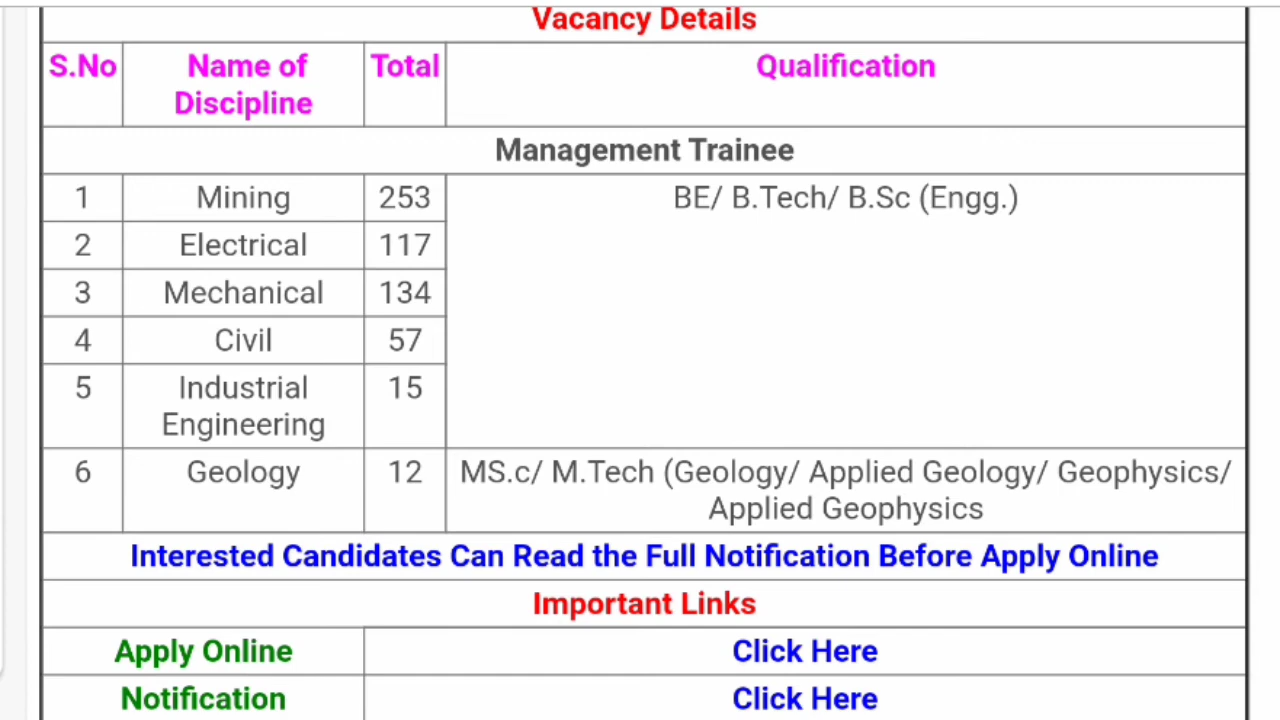 Vacancy Details
S.No Name of Discipline Total Qualification
Management Trainee
1 Mining 253 BE/ B.Tech/ B.Sc (Engg.)
2 Electrical 117
3 Mechanical 134
4 Civil 57
5 Industrial Engineering 15
6 Geology 12 MS.c/ M.Tech (Geology/ Applied Geology/ Geophysics/
Applied Geophysics
Interested Candidates Can Read the Full Notification Before Apply Online
Important Links
Apply Online Click Here
Notification Click Here